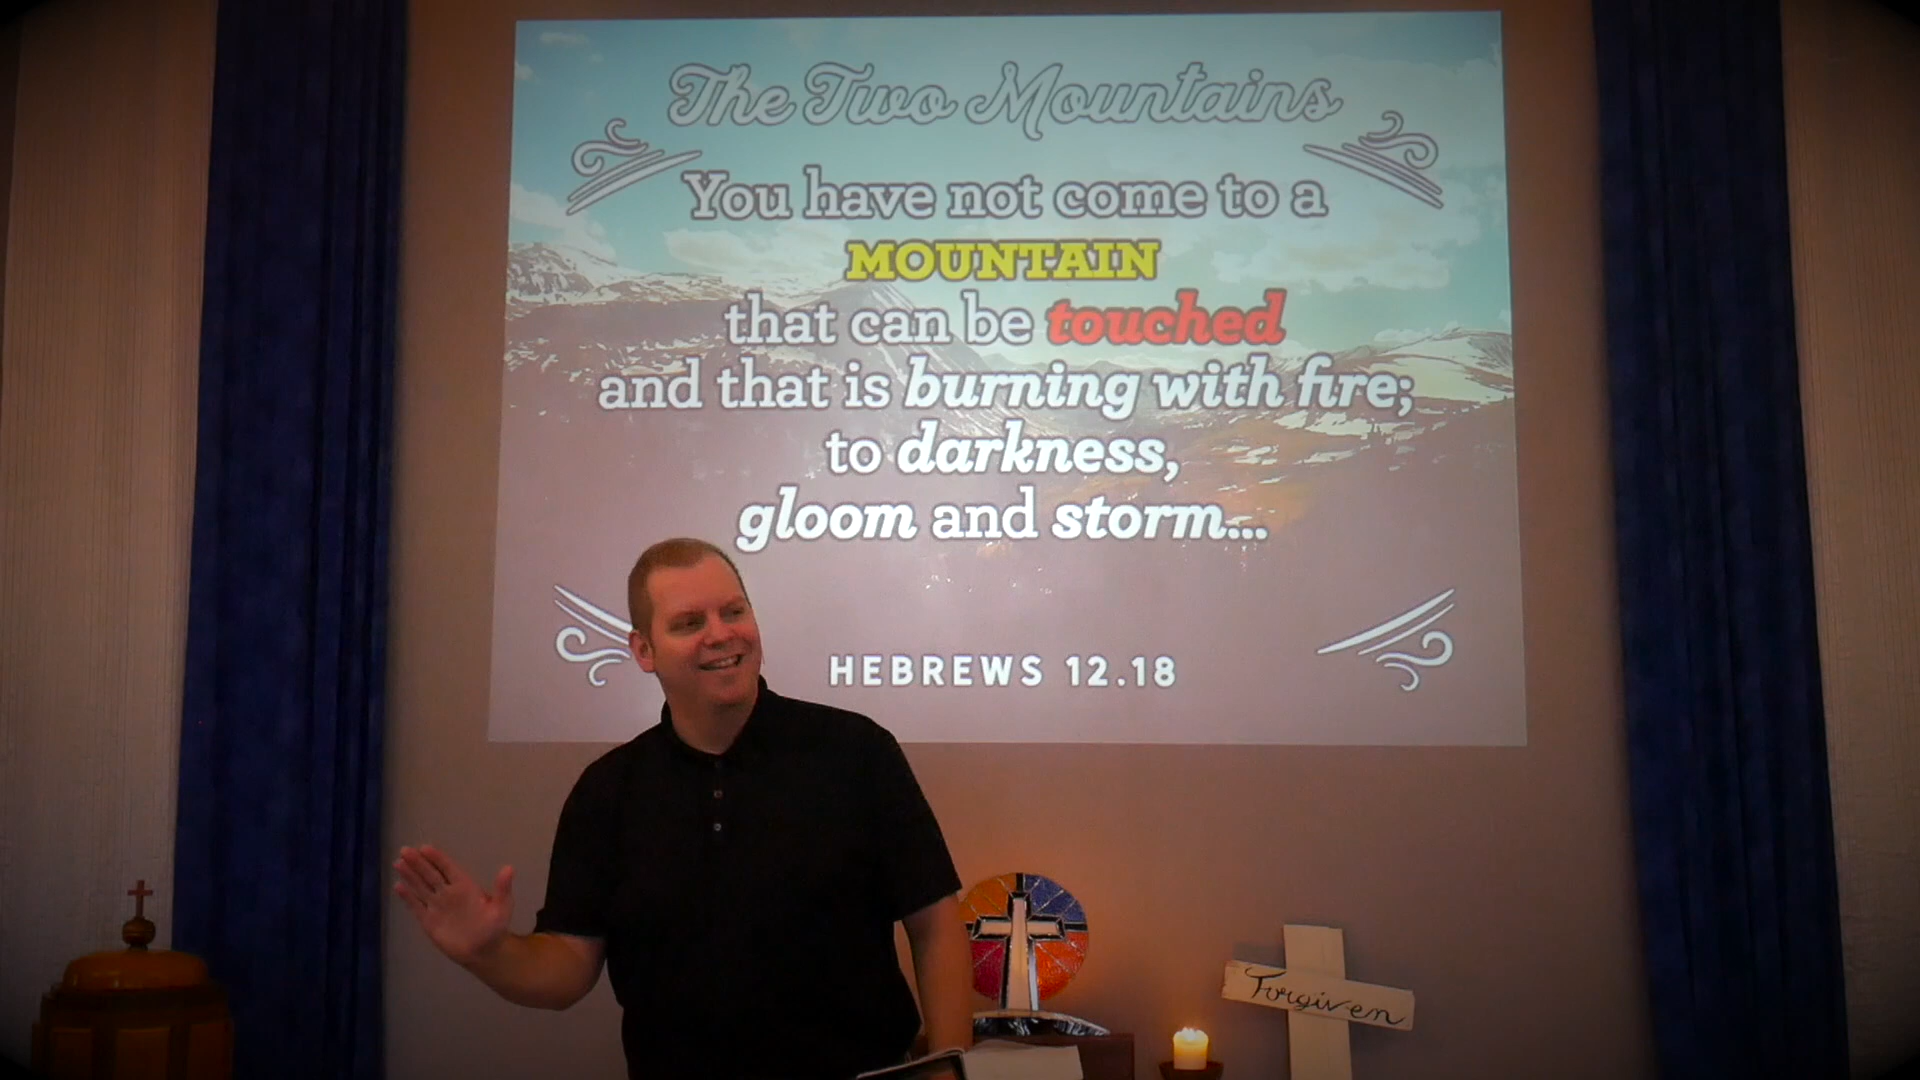 The Two Mountains
You have not come to a
MOUNTAIN
that can be touched
and that is burning with fire;
to darkness,
gloom and storm...
HEBREWS 12.18
Forgiven